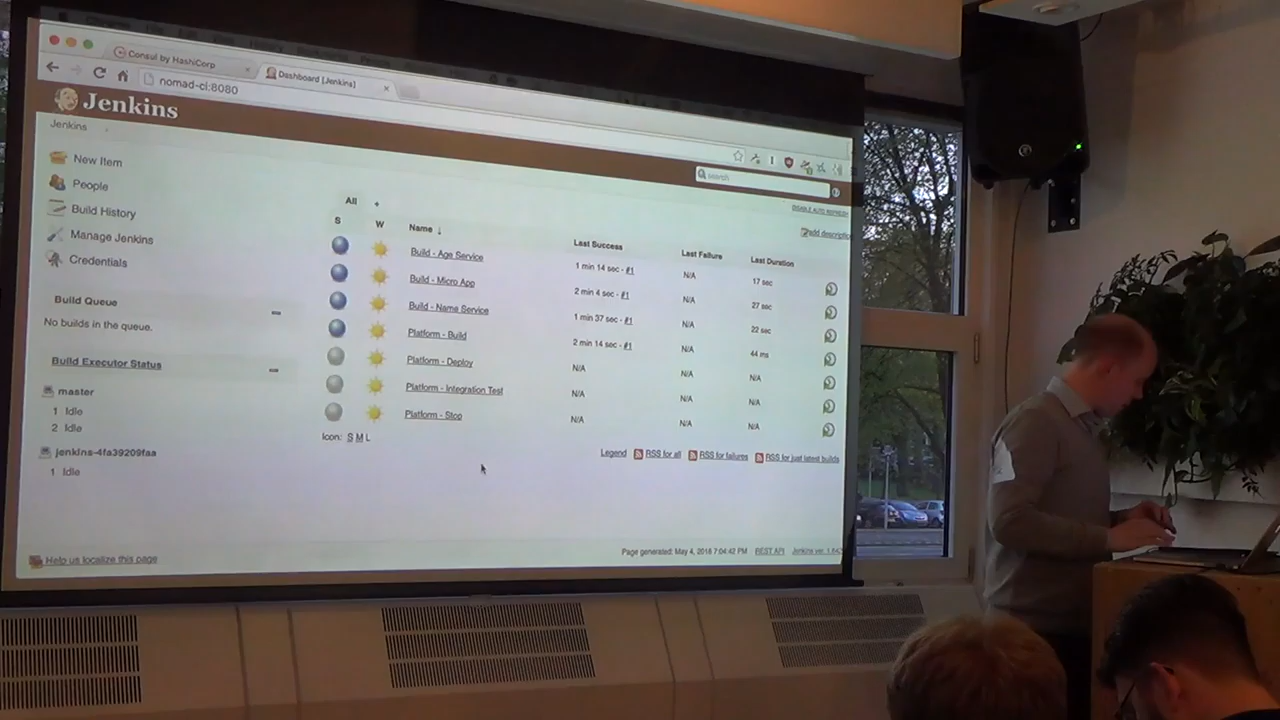 Consul by HashiCorp
Dashboard [Jenkins]
nomad-ci:8080
Jenkins
search
Jenkins
New Item
People
Build History
Manage Jenkins
Credentials
Build Queue
No builds in the queue.
Build Executor Status
master
1 Idle
2 Idle
jenkins-4fa39209faa
1 Idle
add description
All +
S W Name ↓ Last Success Last Failure Last Duration
Build - Age Service 1 min 14 sec - #1 N/A 17 sec
Build - Micro App 2 min 4 sec - #1 N/A 27 sec
Build - Name Service 1 min 37 sec - #1 N/A 22 sec
Platform - Build 2 min 14 sec - #1 N/A 44 ms
Platform - Deploy N/A N/A N/A
Platform - Integration Test N/A N/A N/A
Platform - Stop N/A N/A N/A
Icon: S M L
Legend RSS for all RSS for failures RSS for just latest builds
Help us localize this page
Page generated: May 4, 2016 7:04:42 PM REST API Jenkins ver.